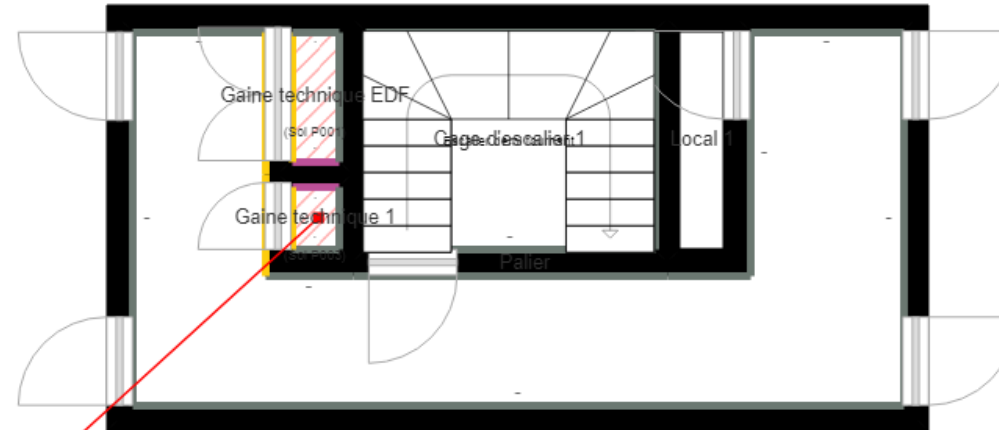 Gaine technique EDF
(Sol P001)
Cage d'escalier 1
Local 1
Gaine technique 1
(Sol P003)
Palier